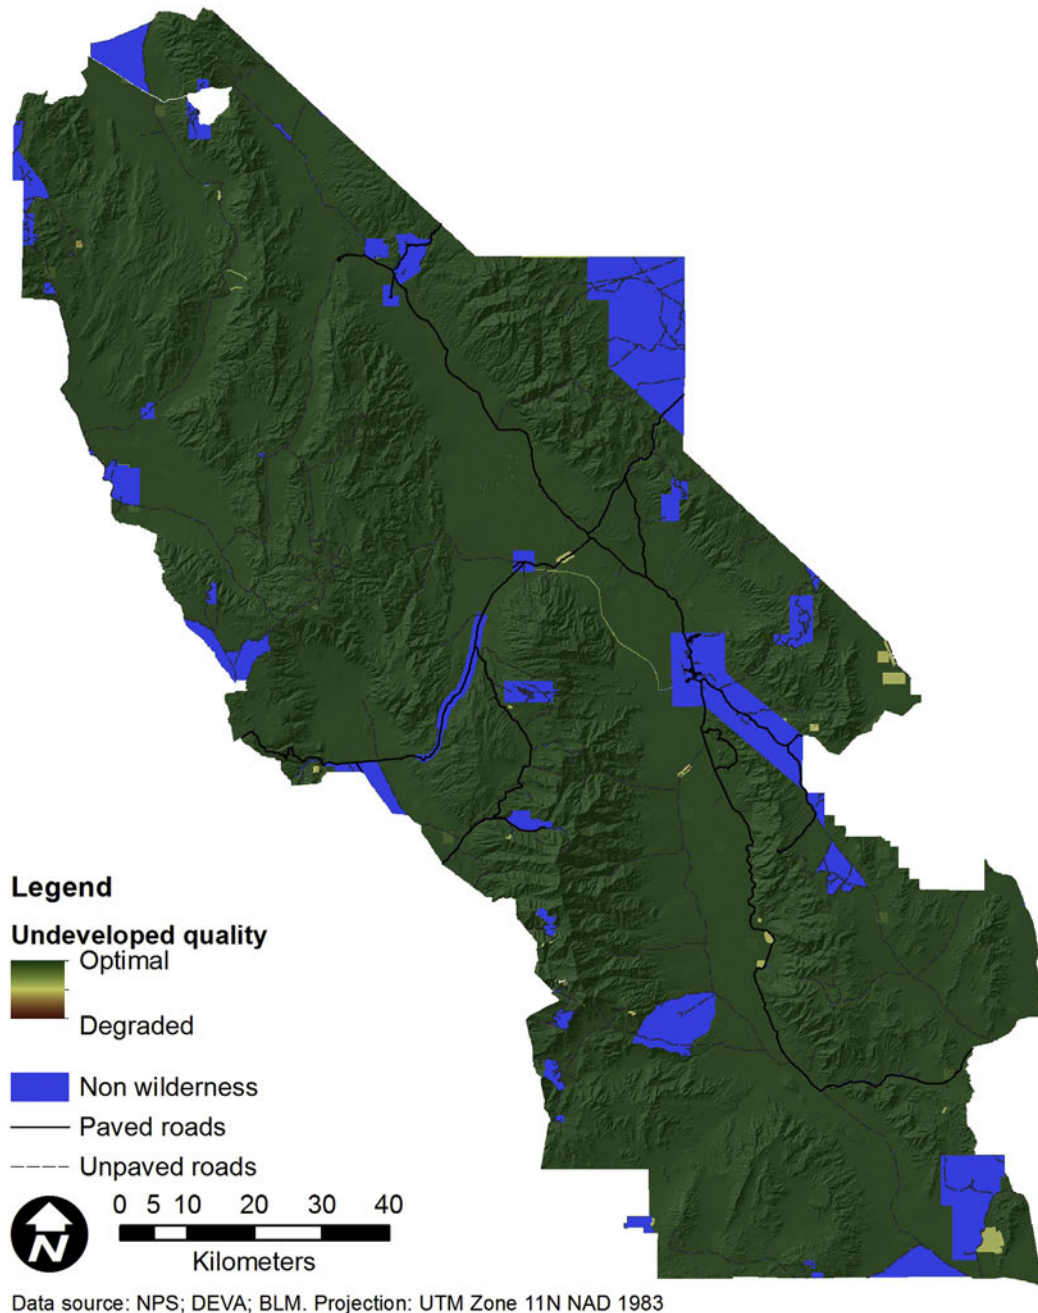 Legend
Undeveloped quality
Optimal
Degraded
Non wilderness
Paved roads
Unpaved roads
N
0 5 10 20 30 40
Kilometers
Data source: NPS; DEVA; BLM. Projection: UTM Zone 11N NAD 1983